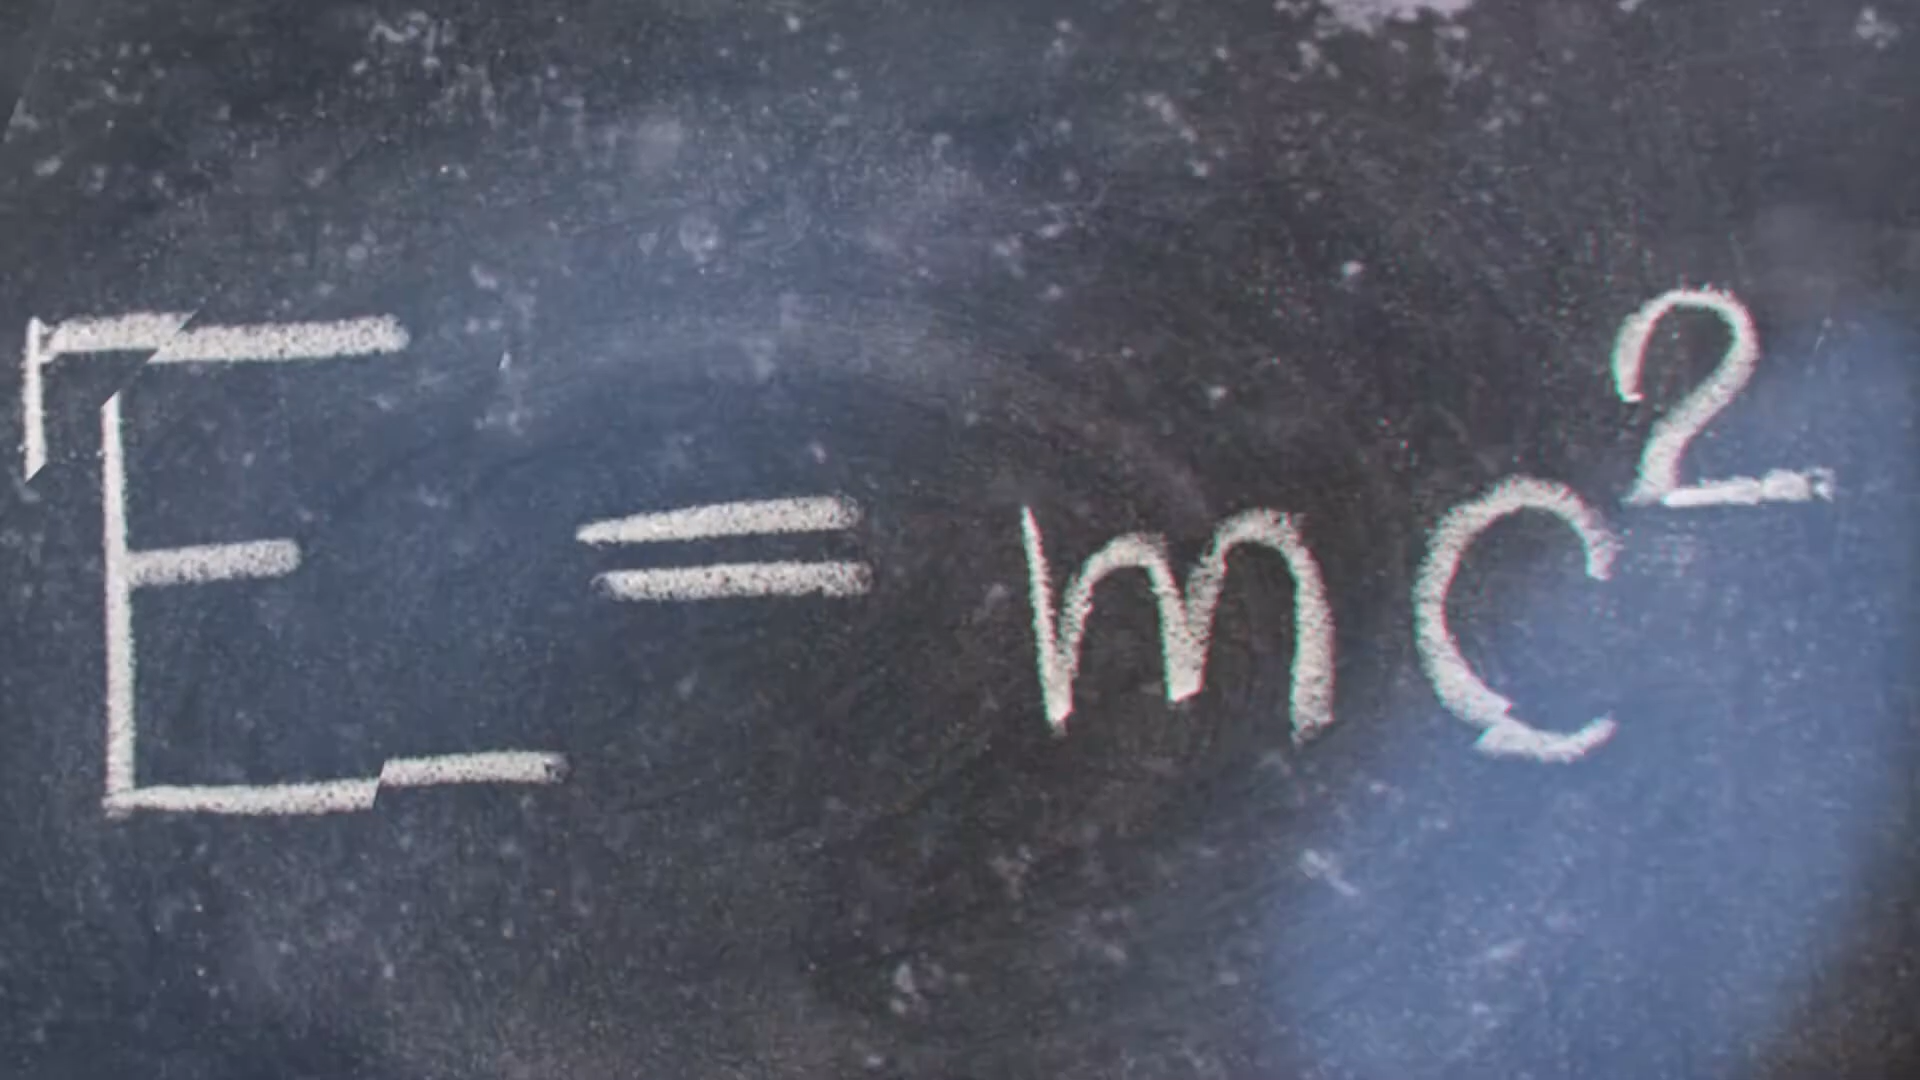 E = mc²